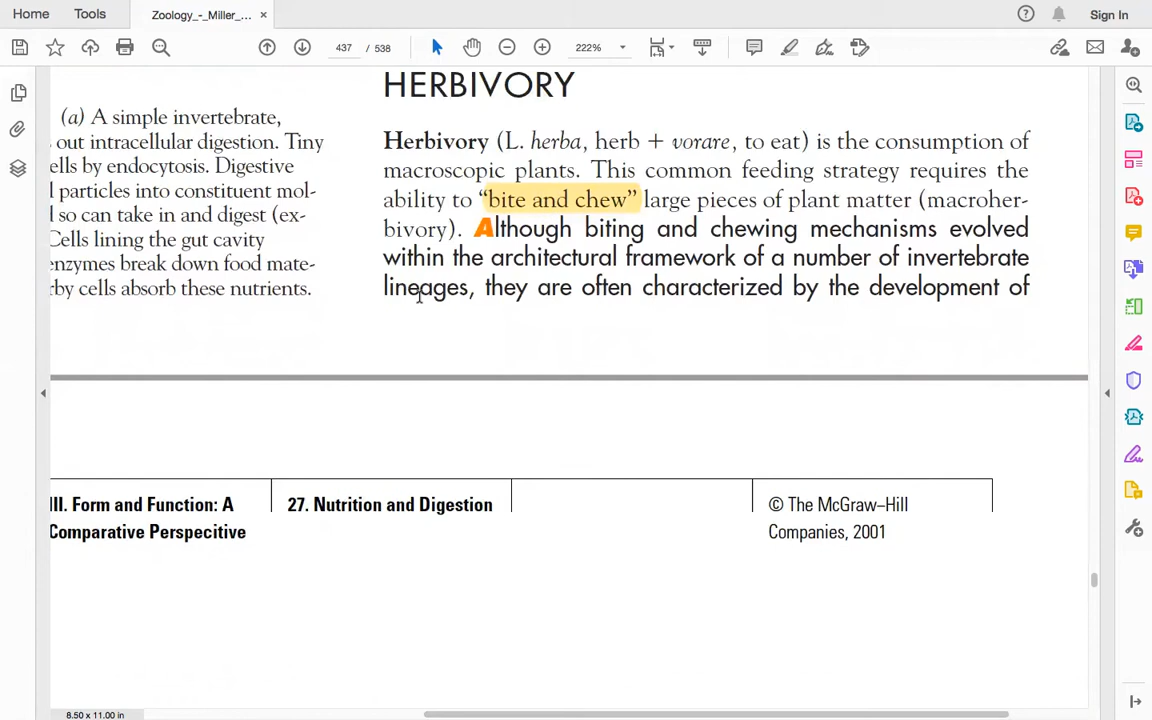 Home
Tools
Zoology_-_Miller_...
×
Sign In
437 / 538
222%
(a) A simple invertebrate,
out intracellular digestion. Tiny
ells by endocytosis. Digestive
l particles into constituent mol-
d so can take in and digest (ex-
Cells lining the gut cavity
enzymes break down food mate-
rby cells absorb these nutrients.
HERBIVORY
Herbivory (L. herba, herb + vorare, to eat) is the consumption of
macroscopic plants. This common feeding strategy requires the
ability to “bite and chew” large pieces of plant matter (macroher-
bivory). Although biting and chewing mechanisms evolved
within the architectural framework of a number of invertebrate
lineages, they are often characterized by the development of
III. Form and Function: A
Comparative Perspecitive
27. Nutrition and Digestion
© The McGraw–Hill
Companies, 2001
8.50 x 11.00 in